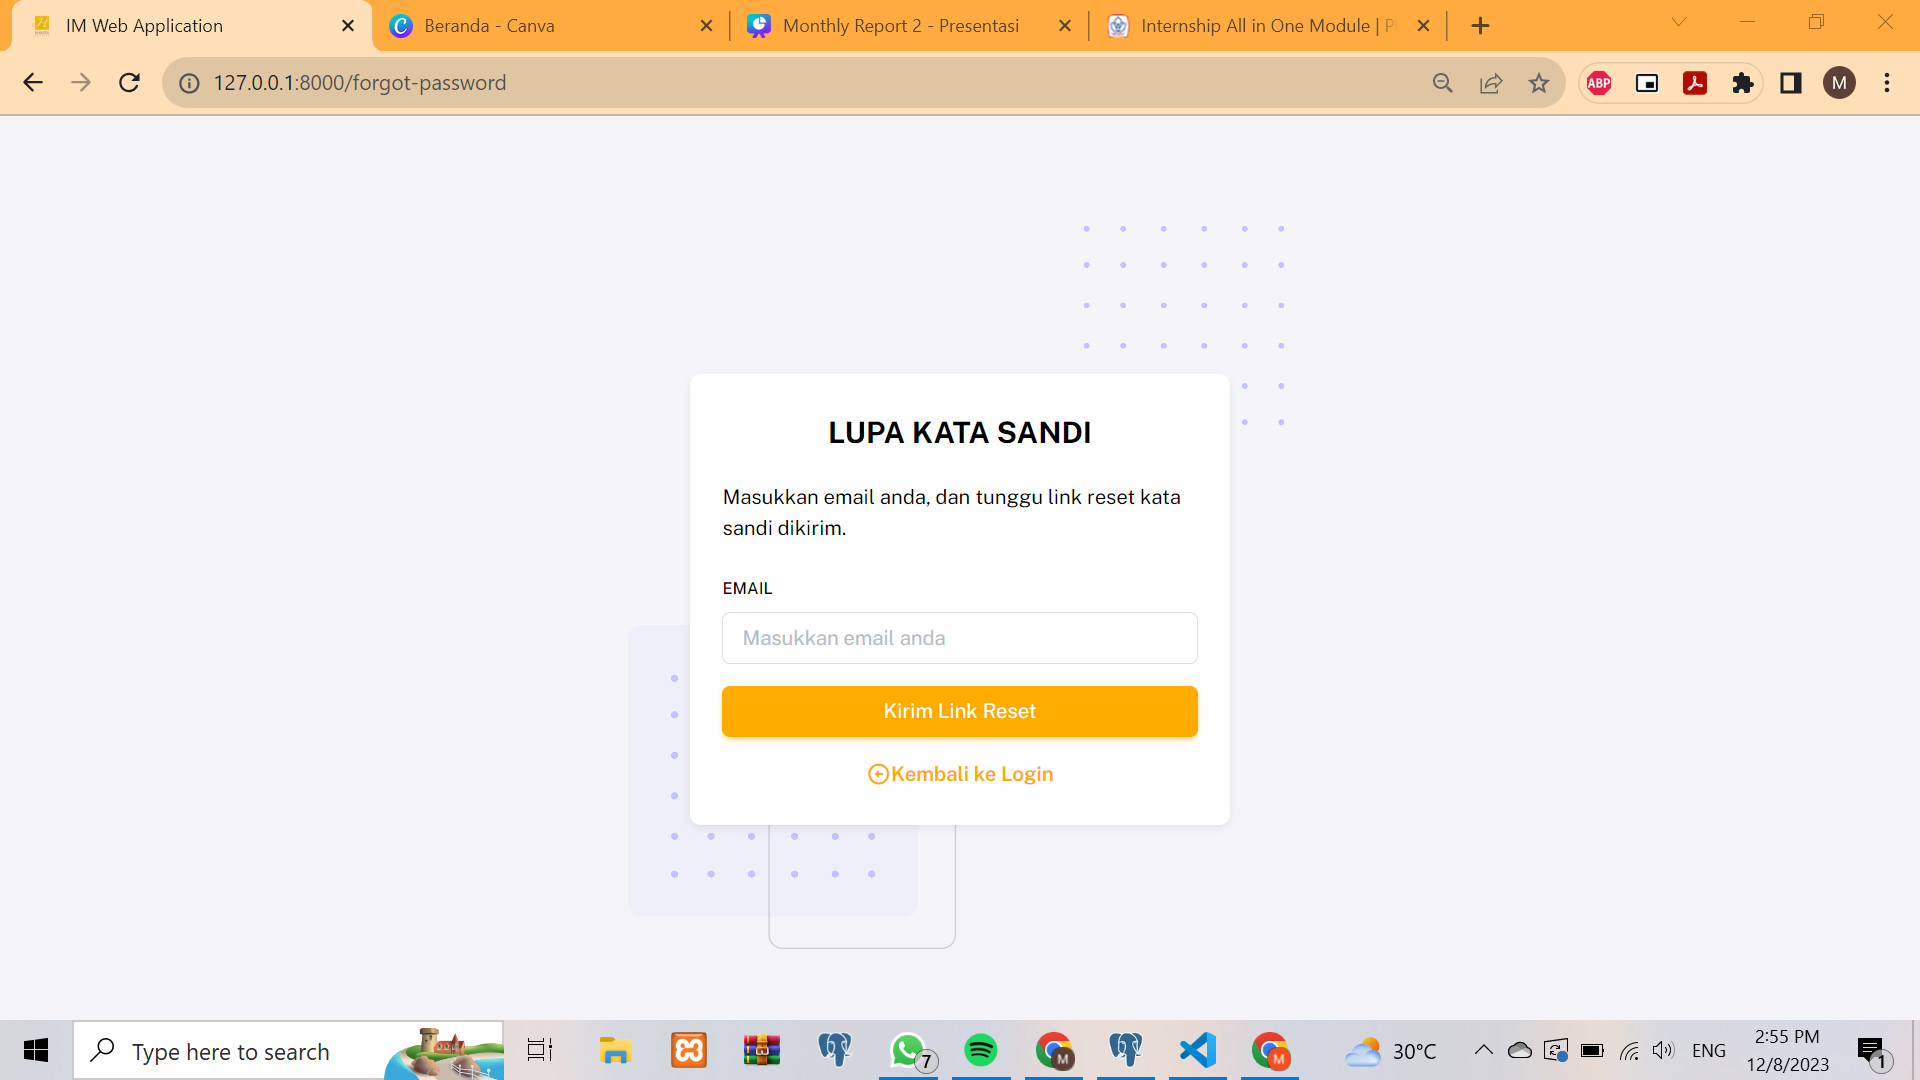 IM Web Application
Beranda - Canva
Monthly Report 2 - Presentasi
Internship All in One Module |
127.0.0.1:8000/forgot-password
ABP
M
LUPA KATA SANDI
Masukkan email anda, dan tunggu link reset kata
sandi dikirim.
EMAIL
Masukkan email anda
Kirim Link Reset
Kembali ke Login
Type here to search
7
M
M
30°C
ENG
2:55 PM
12/8/2023
1